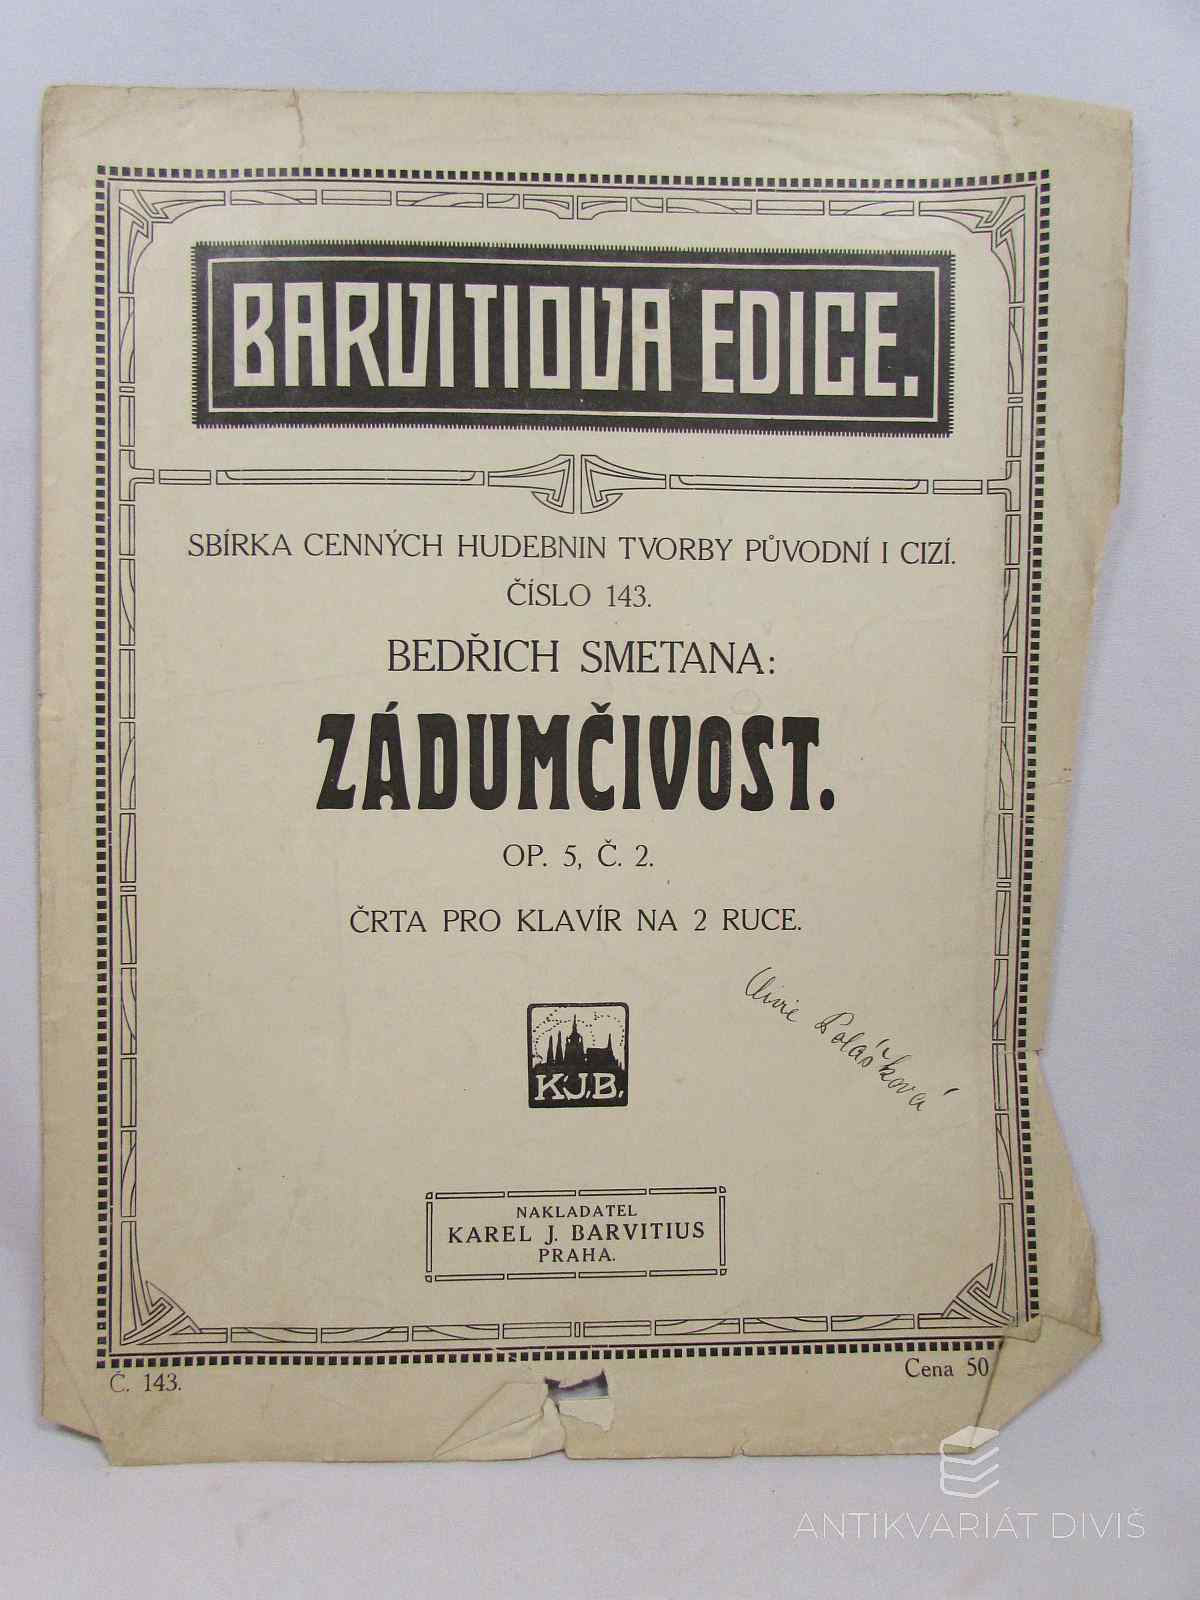 BARVITIOVA EDICE.
SBÍRKA CENNÝCH HUDEBNIN TVORBY PŮVODNÍ I CIZÍ.
ČÍSLO 143.
BEDŘICH SMETANA:
ZÁDUMČIVOST.
OP. 5, Č. 2.
ČRTA PRO KLAVÍR NA 2 RUCE.
Polášková
K.J.B.
NAKLADATEL
KAREL J. BARVITIUS
PRAHA.
Č. 143.
Cena 50
ANTIKVARIÁT DIVIŠ